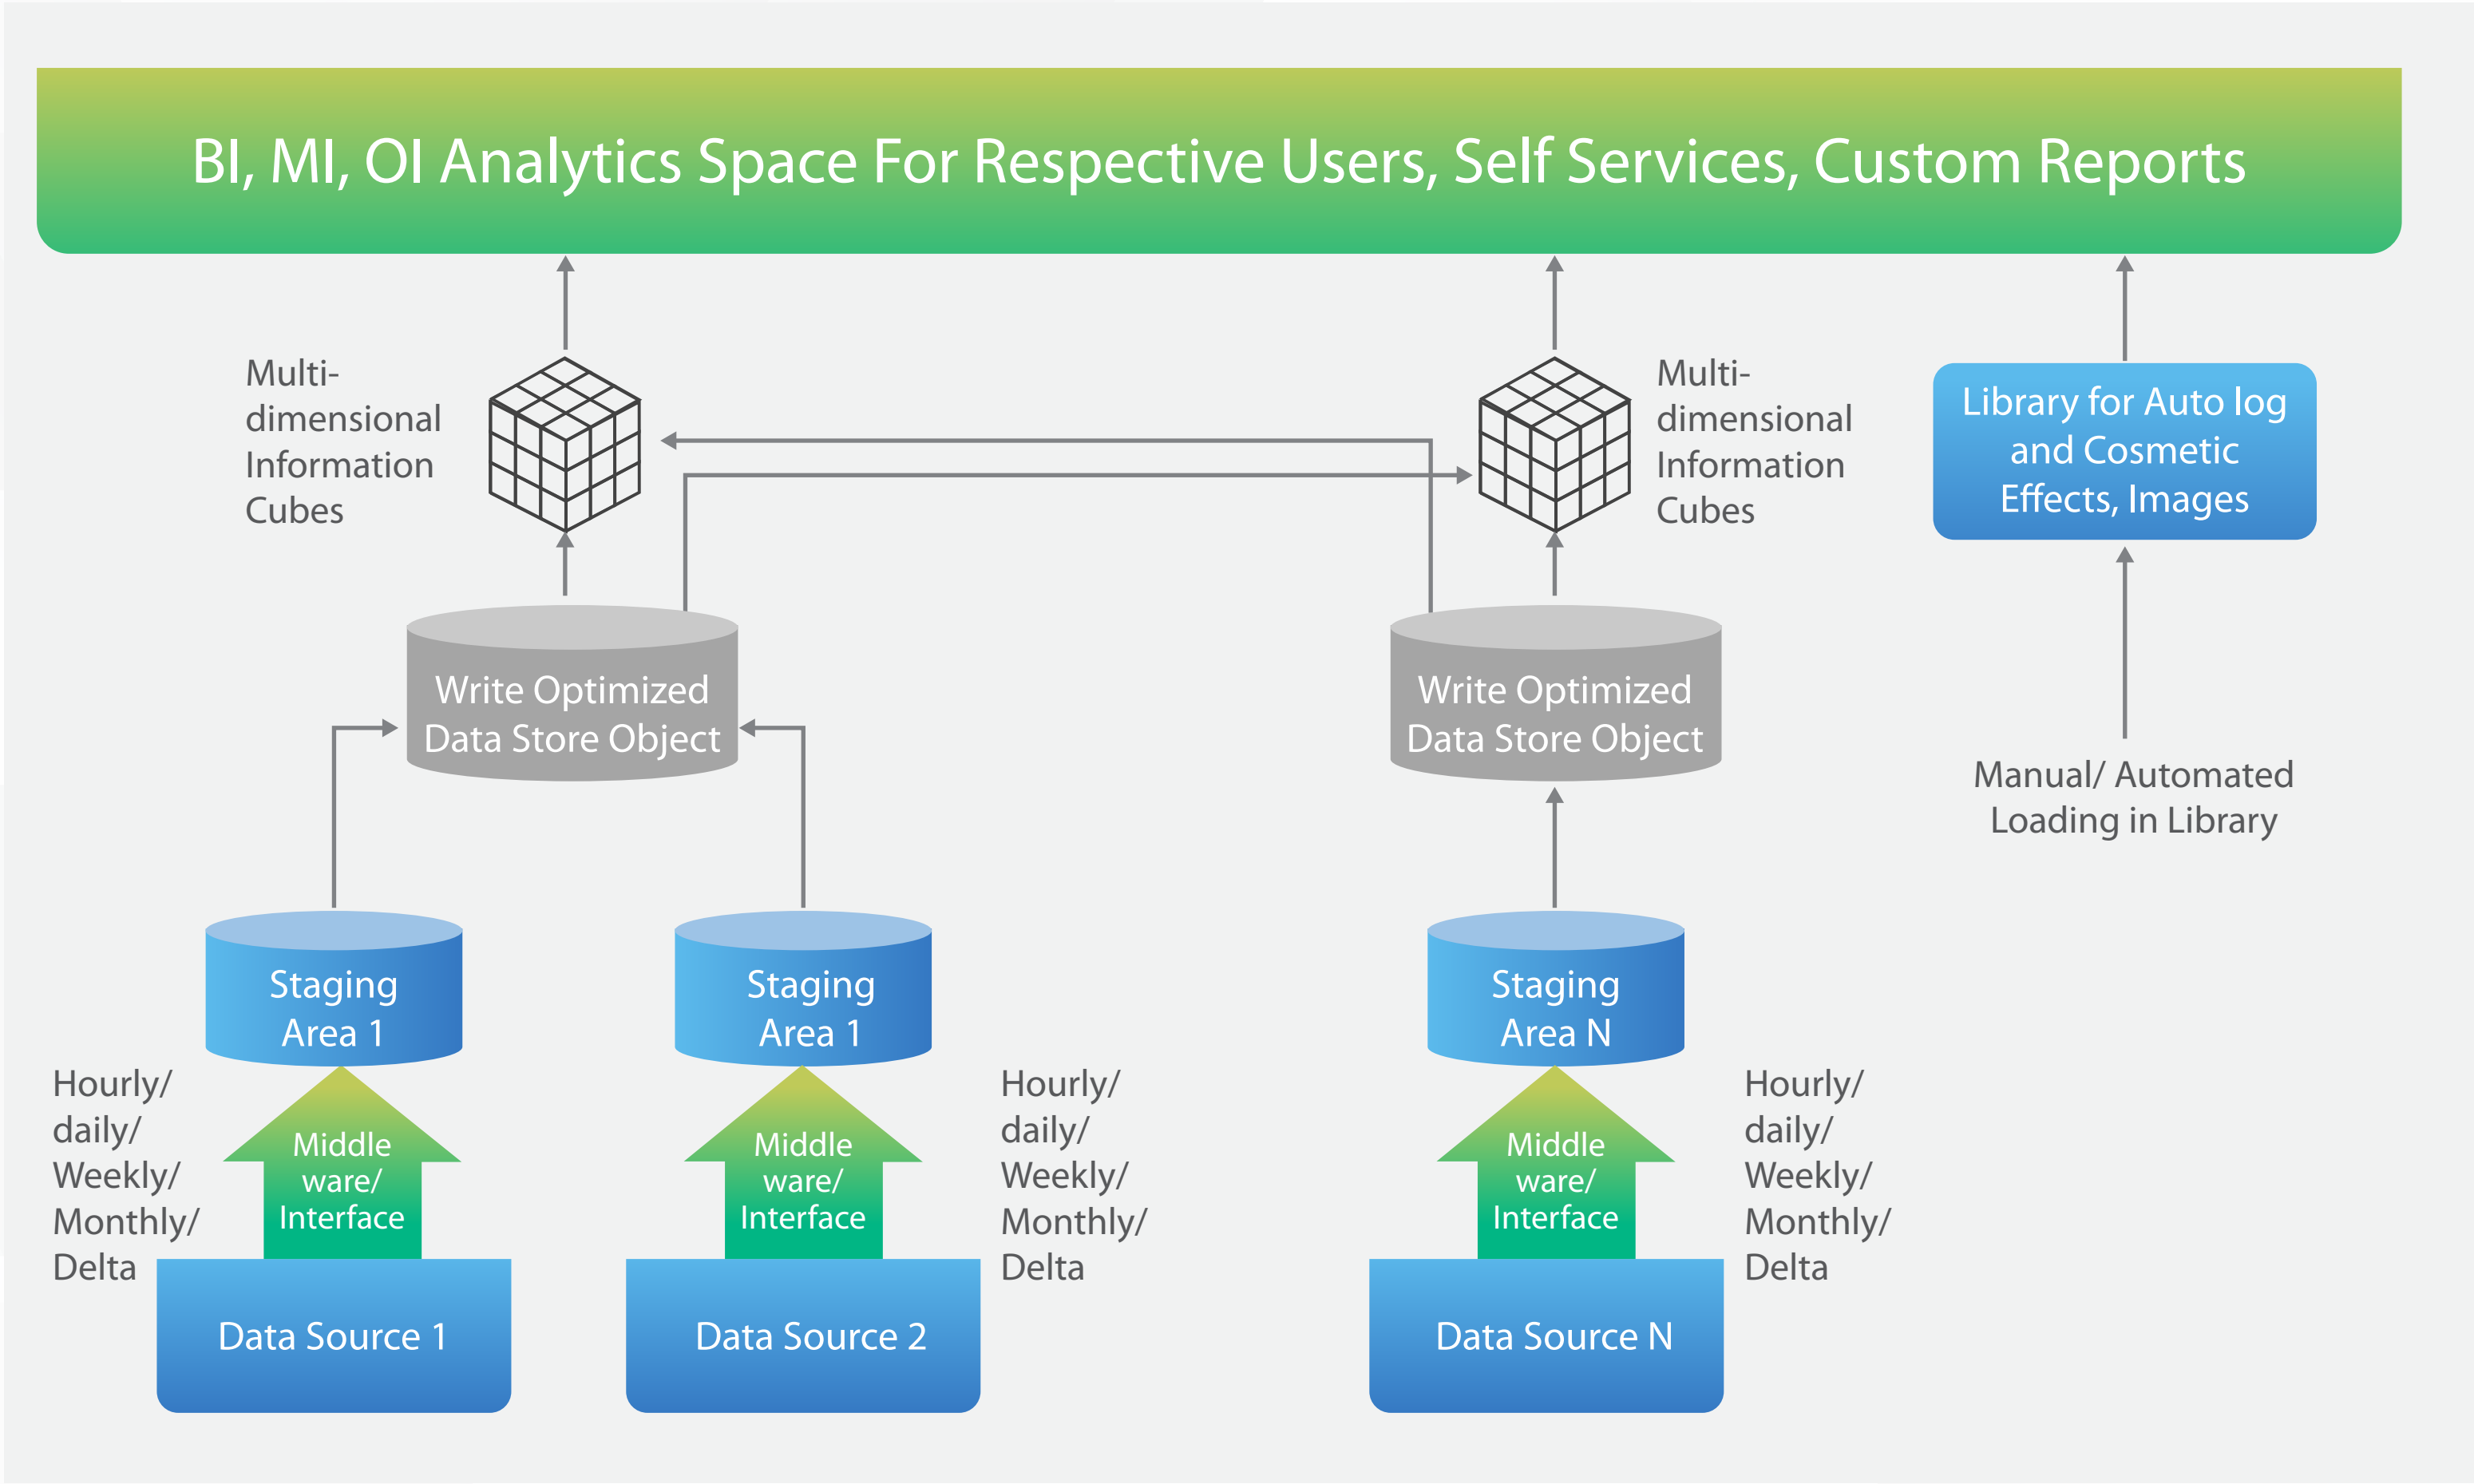 BI, MI, OI Analytics Space For Respective Users, Self Services, Custom Reports
Multi-
dimensional
Information
Cubes
Multi-
dimensional
Information
Cubes
Library for Auto log
and Cosmetic
Effects, Images
Write Optimized
Data Store Object
Write Optimized
Data Store Object
Manual/ Automated
Loading in Library
Staging
Area 1
Staging
Area 1
Staging
Area N
Hourly/
daily/
Weekly/
Monthly/
Delta
Middle
ware/
Interface
Middle
ware/
Interface
Hourly/
daily/
Weekly/
Monthly/
Delta
Middle
ware/
Interface
Hourly/
daily/
Weekly/
Monthly/
Delta
Data Source 1
Data Source 2
Data Source N